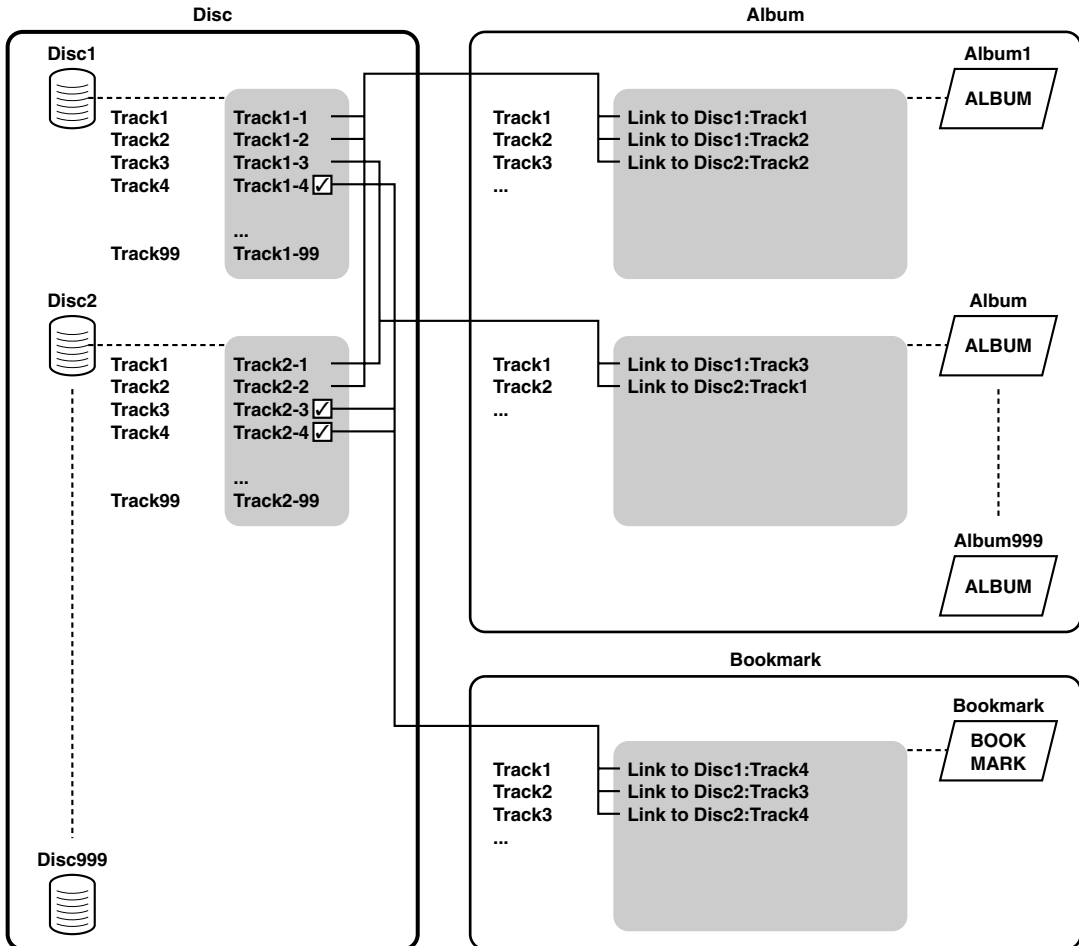 Disc
Disc1
Track1 Track1-1
Track2 Track1-2
Track3 Track1-3
Track4 Track1-4
...
Track99 Track1-99
Disc2
Track1 Track2-1
Track2 Track2-2
Track3 Track2-3
Track4 Track2-4
...
Track99 Track2-99
Disc999
Album
Album1
ALBUM
Track1 Link to Disc1:Track1
Track2 Link to Disc1:Track2
Track3 Link to Disc2:Track2
...
Album
ALBUM
Track1 Link to Disc1:Track3
Track2 Link to Disc2:Track1
...
Album999
ALBUM
Bookmark
Bookmark
BOOK
MARK
Track1 Link to Disc1:Track4
Track2 Link to Disc2:Track3
Track3 Link to Disc2:Track4
...